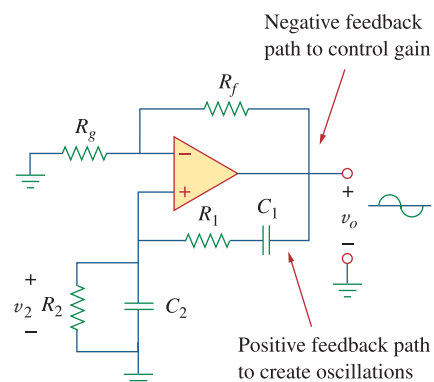 Negative feedback
path to control gain
R_f
R_g
−
+
R_1
C_1
+
v_o
−
+
v_2 R_2
−
C_2
Positive feedback path
to create oscillations